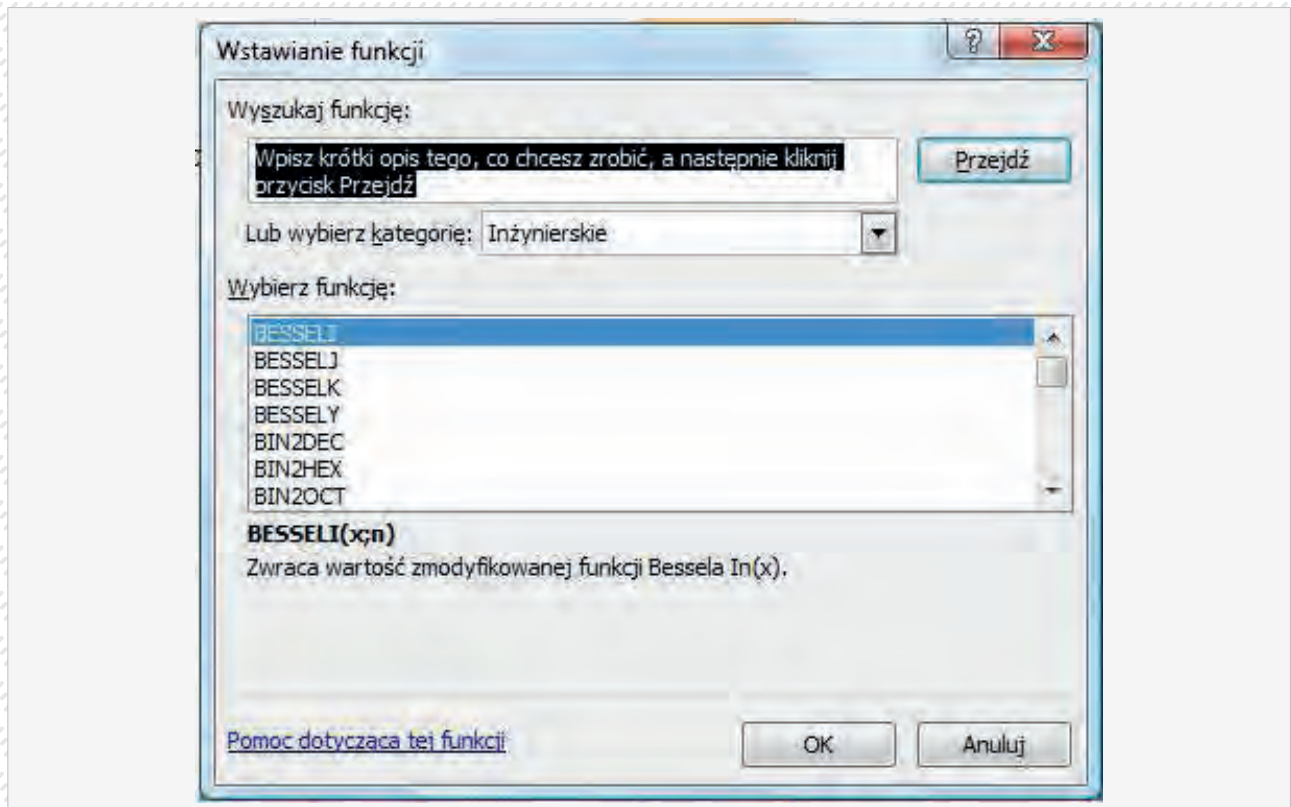 Wstawianie funkcji
Wyszukaj funkcję:
Wpisz krótki opis tego, co chcesz zrobić, a następnie kliknij
przycisk Przejdź
Przejdź
Lub wybierz kategorię: Inżynierskie
Wybierz funkcję:
BESSELI
BESSELJ
BESSELK
BESSELY
BIN2DEC
BIN2HEX
BIN2OCT
BESSELI(x;n)
Zwraca wartość zmodyfikowanej funkcji Bessela In(x).
Pomoc dotycząca tej funkcji
OK
Anuluj